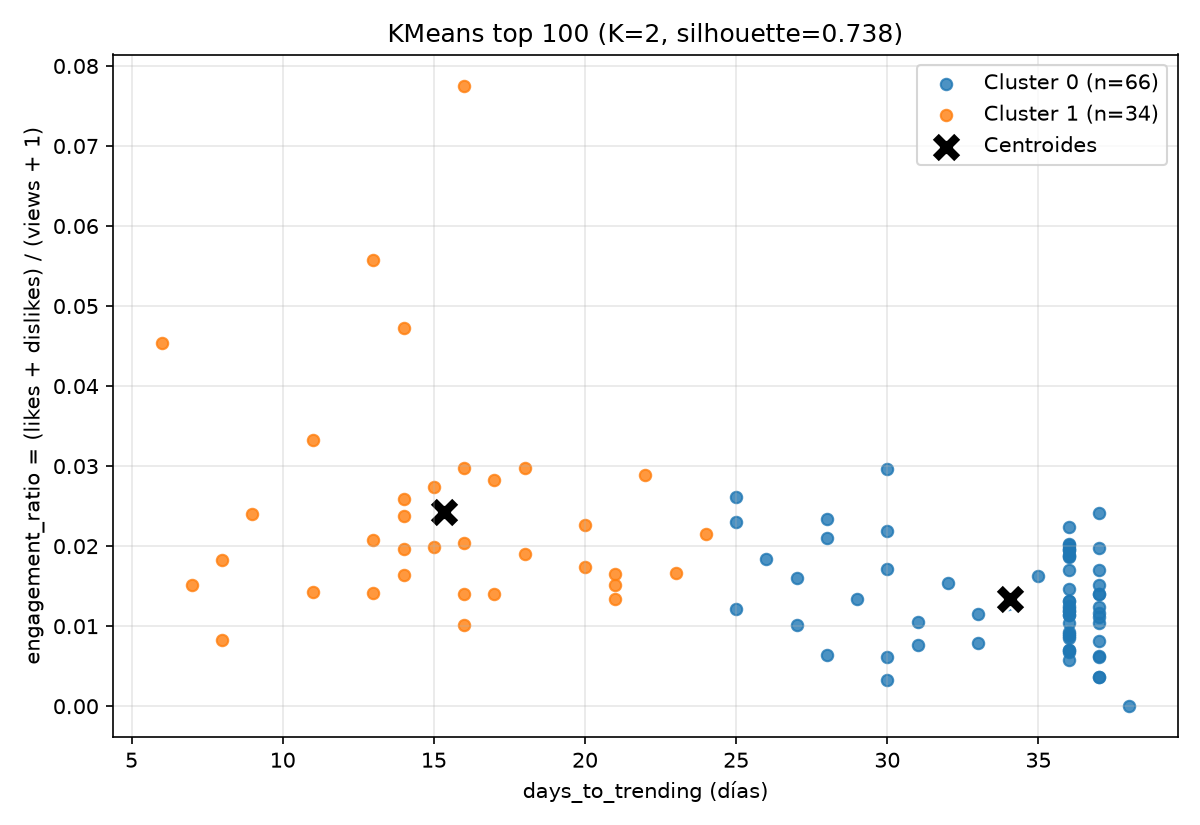 KMeans top 100 (K=2, silhouette=0.738)
engagement_ratio = (likes + dislikes) / (views + 1)
0.08
0.07
0.06
0.05
0.04
0.03
0.02
0.01
0.00
Cluster 0 (n=66)
Cluster 1 (n=34)
Centroides
5 10 15 20 25 30 35
days_to_trending (días)